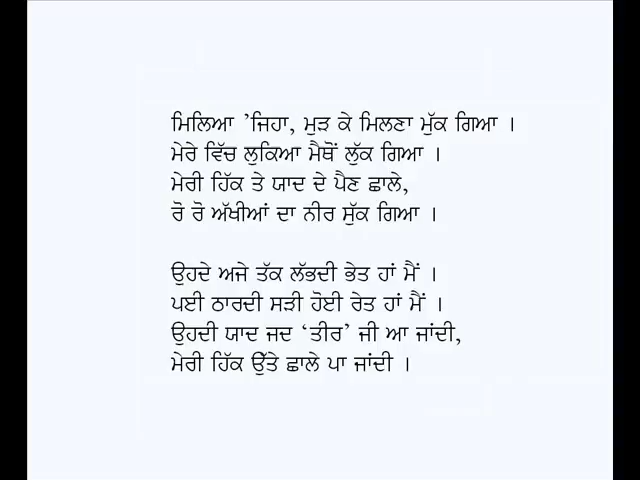 ਮਿਲਿਆ ’ਜਿਹਾ, ਮੁੜ ਕੇ ਮਿਲਣਾ ਮੁੱਕ ਗਿਆ ।
ਮੇਰੇ ਵਿੱਚ ਲੁਕਿਆ ਮੈਥੋਂ ਲੁੱਕ ਗਿਆ ।
ਮੇਰੀ ਹਿੱਕ ਤੇ ਯਾਦ ਦੇ ਪੈਣ ਛਾਲੇ,
ਰੋ ਰੋ ਅੱਖੀਆਂ ਦਾ ਨੀਰ ਸੁੱਕ ਗਿਆ ।
ਉਹਦੇ ਅਜੇ ਤੱਕ ਲੱਭਦੀ ਭੇਤ ਹਾਂ ਮੈਂ ।
ਪਈ ਠਾਰਦੀ ਸੜੀ ਹੋਈ ਰੇਤ ਹਾਂ ਮੈਂ ।
ਉਹਦੀ ਯਾਦ ਜਦ ‘ਤੀਰ’ ਜੀ ਆ ਜਾਂਦੀ,
ਮੇਰੀ ਹਿੱਕ ਉੱਤੇ ਛਾਲੇ ਪਾ ਜਾਂਦੀ ।